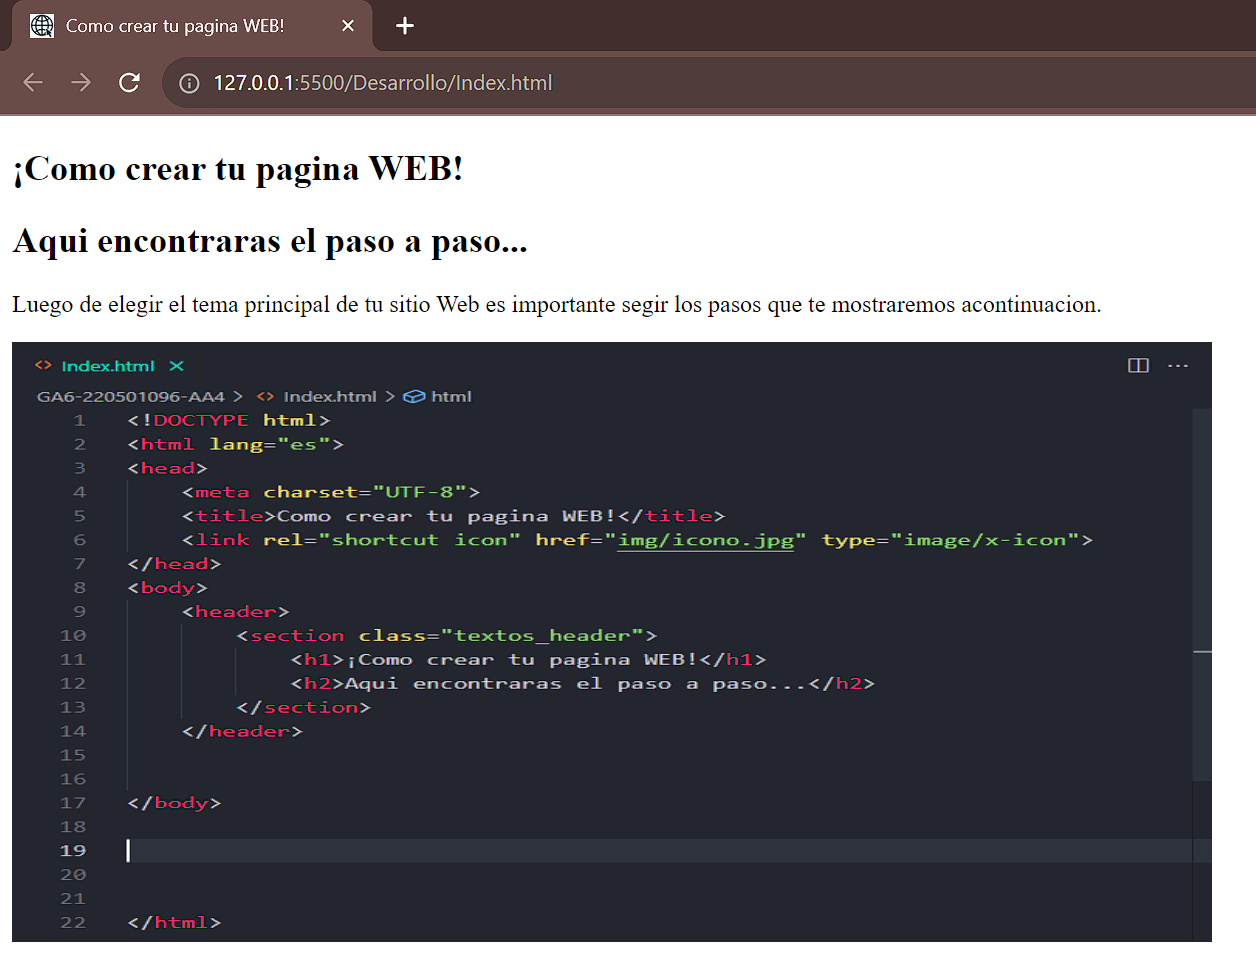 Como crear tu pagina WEB!
127.0.0.1:5500/Desarrollo/Index.html
¡Como crear tu pagina WEB!
Aqui encontraras el paso a paso...
Luego de elegir el tema principal de tu sitio Web es importante segir los pasos que te mostraremos acontinuacion.
<> Index.html ×
GA6-220501096-AA4 > <> Index.html > html
1 <!DOCTYPE html>
2 <html lang="es">
3 <head>
4 <meta charset="UTF-8">
5 <title>Como crear tu pagina WEB!</title>
6 <link rel="shortcut icon" href="img/icono.jpg" type="image/x-icon">
7 </head>
8 <body>
9 <header>
10 <section class="textos_header">
11 <h1>¡Como crear tu pagina WEB!</h1>
12 <h2>Aqui encontraras el paso a paso...</h2>
13 </section>
14 </header>
15
16
17 </body>
18
19
20
21
22 </html>